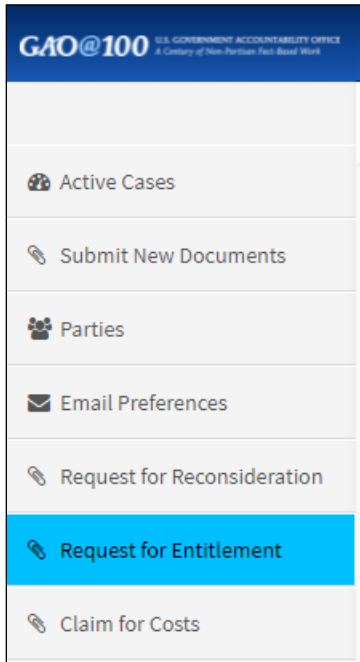 GAO@100 U.S. GOVERNMENT ACCOUNTABILITY OFFICE
A Century of Non-Partisan Fact-Based Work
Active Cases
Submit New Documents
Parties
Email Preferences
Request for Reconsideration
Request for Entitlement
Claim for Costs